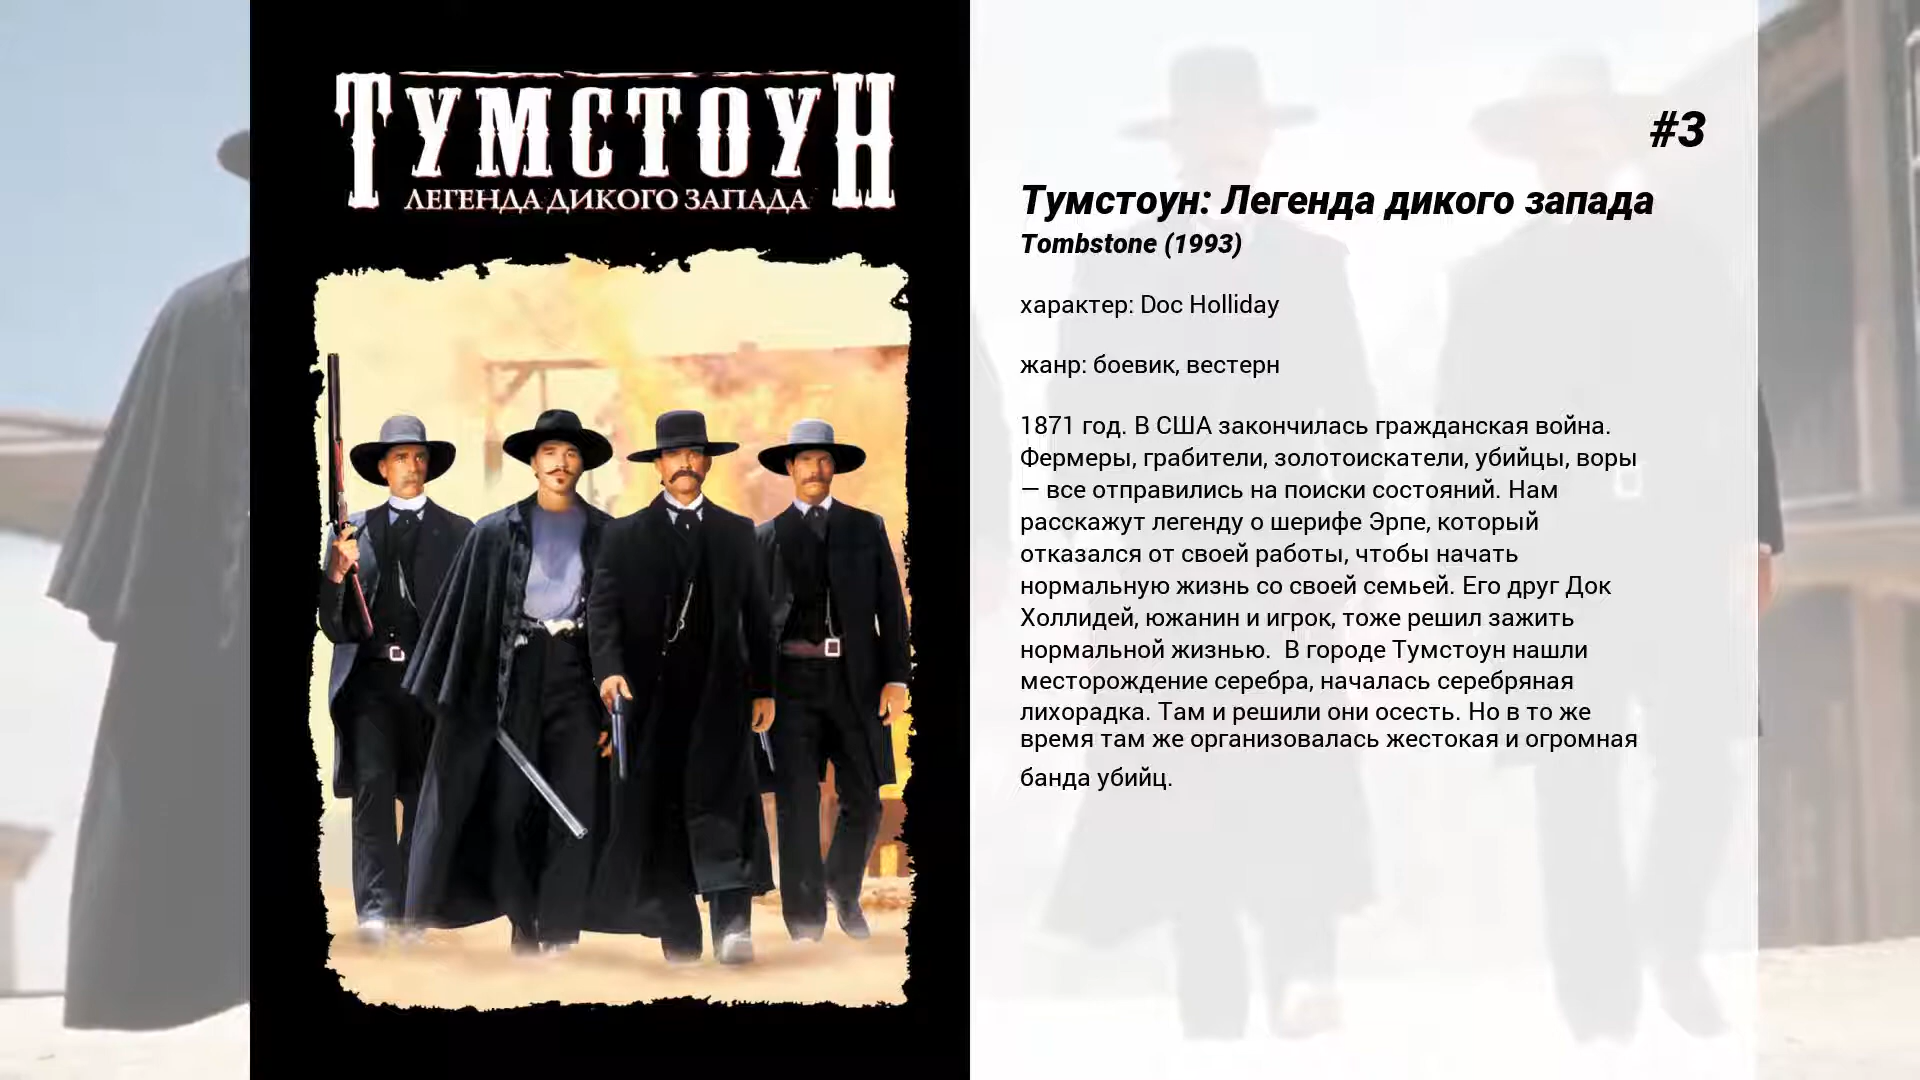 ТУМСТОУН
ЛЕГЕНДА ДИКОГО ЗАПАДА
#3
Тумстоун: Легенда дикого запада
Tombstone (1993)
характер: Doc Holliday
жанр: боевик, вестерн
1871 год. В США закончилась гражданская война.
Фермеры, грабители, золотоискатели, убийцы, воры
— все отправились на поиски состояний. Нам
расскажут легенду о шерифе Эрпе, который
отказался от своей работы, чтобы начать
нормальную жизнь со своей семьей. Его друг Док
Холлидей, южанин и игрок, тоже решил зажить
нормальной жизнью.  В городе Тумстоун нашли
месторождение серебра, началась серебряная
лихорадка. Там и решили они осесть. Но в то же
время там же организовалась жестокая и огромная
банда убийц.